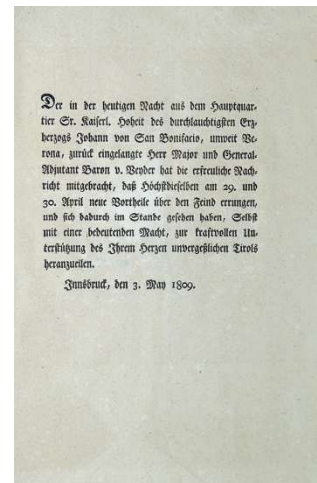 Der in der heutigen Nacht aus dem Hauptquar-
tier Sr. Kaiserl. Hoheit des durchlauchtigsten Erz-
herzogs Johann von San Bonifacio, unweit Ve-
rona, zurück eingelangte Herr Major und General-
Adjutant Baron v. Veyder hat die erfreuliche Nach-
richt mitgebracht, daß Höchstdieselben am 29. und
30. April neue Vortheile über den Feind errungen,
und sich dadurch im Stande gesehen haben, Selbst
mit einer bedeutenden Macht, zur kraftvollen Un-
terstützung des Ihrem Herzen unvergeßlichen Tirols
heranzueilen.
Innsbruck, den 3. May 1809.